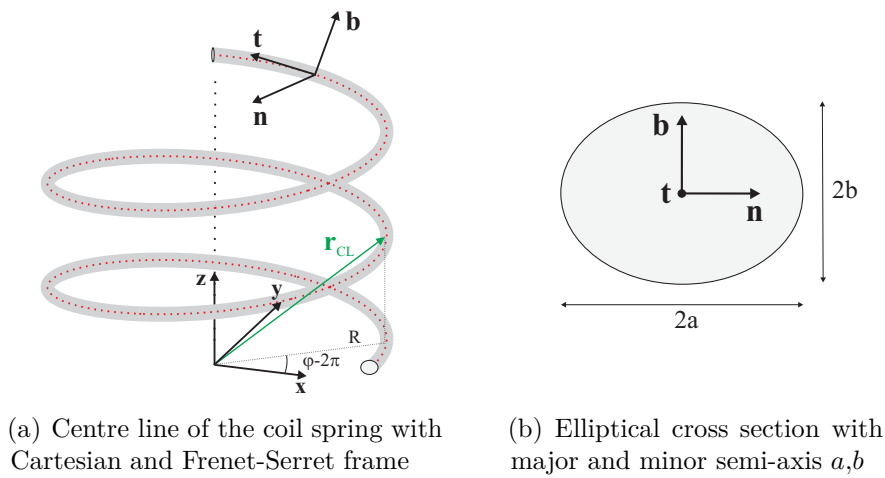 b
t
n
r_CL
z
y
R
φ-2π
x
(a) Centre line of the coil spring with
Cartesian and Frenet-Serret frame
b
t
n
2b
2a
(b) Elliptical cross section with
major and minor semi-axis a,b